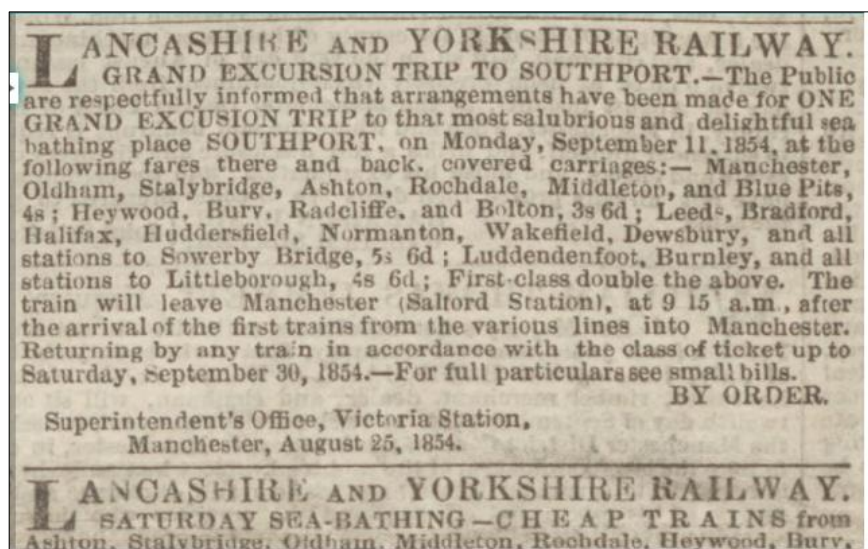 LANCASHIRE AND YORKSHIRE RAILWAY.
GRAND EXCURSION TRIP TO SOUTHPORT.—The Public
are respectfully informed that arrangements have been made for ONE
GRAND EXCUSION TRIP to that most salubrious and delightful sea
bathing place SOUTHPORT, on Monday, September 11, 1854, at the
following fares there and back, covered carriages:— Manchester,
Oldham, Stalybridge, Ashton, Rochdale, Middleton, and Blue Pits,
4s; Heywood, Bury, Radcliffe, and Bolton, 3s 6d; Leeds, Bradford,
Halifax, Huddersfield, Normanton, Wakefield, Dewsbury, and all
stations to Sowerby Bridge, 5s 6d; Luddendenfoot, Burnley, and all
stations to Littleborough, 4s 6d; First-class double the above. The
train will leave Manchester (Salford Station), at 9 15 a.m., after
the arrival of the first trains from the various lines into Manchester.
Returning by any train in accordance with the class of ticket up to
Saturday, September 30, 1854.—For full particulars see small bills.
BY ORDER.
Superintendent's Office, Victoria Station,
Manchester, August 25, 1854.
LANCASHIRE AND YORKSHIRE RAILWAY.
SATURDAY SEA-BATHING—CHEAP TRAINS from
Ashton, Stalybridge, Oldham, Middleton, Rochdale, Heywood, Bury,